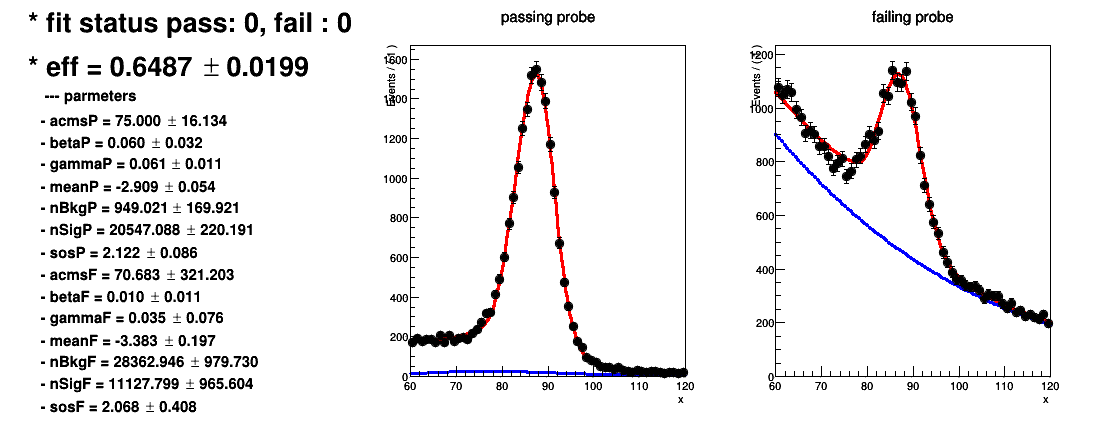 * fit status pass: 0, fail : 0
* eff = 0.6487 ± 0.0199
--- parmeters
- acmsP = 75.000 ± 16.134
- betaP = 0.060 ± 0.032
- gammaP = 0.061 ± 0.011
- meanP = -2.909 ± 0.054
- nBkgP = 949.021 ± 169.921
- nSigP = 20547.088 ± 220.191
- sosP = 2.122 ± 0.086
- acmsF = 70.683 ± 321.203
- betaF = 0.010 ± 0.011
- gammaF = 0.035 ± 0.076
- meanF = -3.383 ± 0.197
- nBkgF = 28362.946 ± 979.730
- nSigF = 11127.799 ± 965.604
- sosF = 2.068 ± 0.408
passing probe
Events / ( 1 )
1600
1400
1200
1000
800
600
400
200
0
60 70 80 90 100 110 120
x
failing probe
Events / (
1200
1000
800
600
400
200
0
60 70 80 90 100 110 120
x